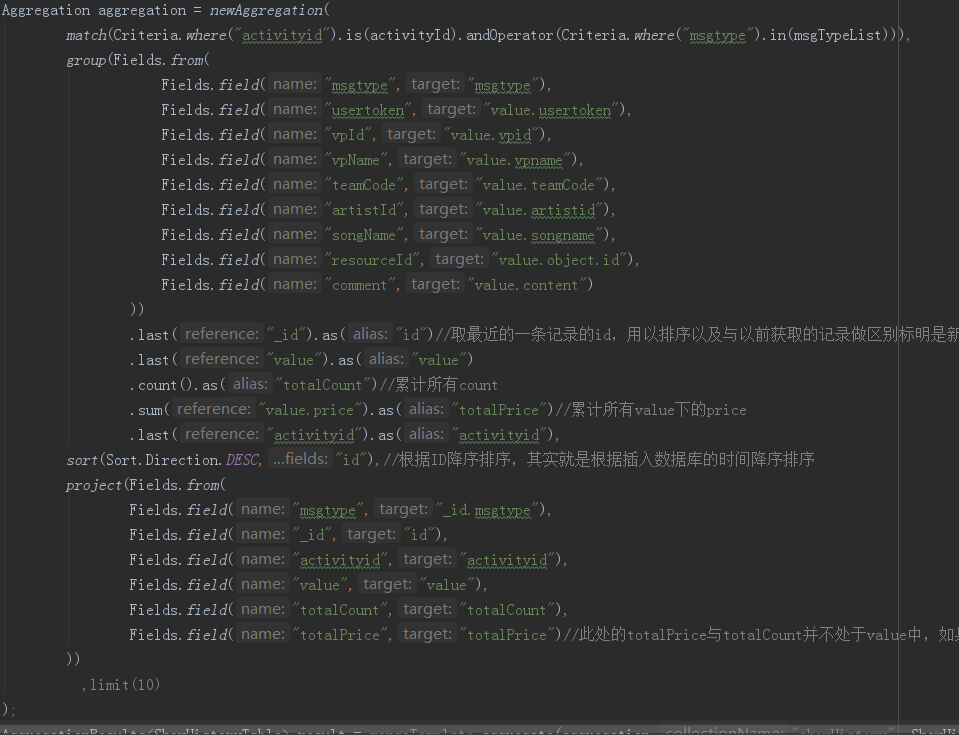 Aggregation aggregation = newAggregation(
match(Criteria.where("activityid").is(activityId).andOperator(Criteria.where("msgtype").in(msgTypeList))),
group(Fields.from(
Fields.field( name: "msgtype", target: "msgtype"),
Fields.field( name: "usertoken", target: "value.usertoken"),
Fields.field( name: "vpId", target: "value.vpid"),
Fields.field( name: "vpName", target: "value.vpname"),
Fields.field( name: "teamCode", target: "value.teamCode"),
Fields.field( name: "artistId", target: "value.artistid"),
Fields.field( name: "songName", target: "value.songname"),
Fields.field( name: "resourceId", target: "value.object.id"),
Fields.field( name: "comment", target: "value.content")
))
.last( reference: "_id").as( alias: "id")//取最近的一条记录的id，用以排序以及与以前获取的记录做区别标明是新
.last( reference: "value").as( alias: "value")
.count().as( alias: "totalCount")//累计所有count
.sum( reference: "value.price").as( alias: "totalPrice")//累计所有value下的price
.last( reference: "activityid").as( alias: "activityid"),
sort(Sort.Direction.DESC, ...fields: "id"),//根据ID降序排序，其实就是根据插入数据库的时间降序排序
project(Fields.from(
Fields.field( name: "msgtype", target: "_id.msgtype"),
Fields.field( name: "_id", target: "id"),
Fields.field( name: "activityid", target: "activityid"),
Fields.field( name: "value", target: "value"),
Fields.field( name: "totalCount", target: "totalCount"),
Fields.field( name: "totalPrice", target: "totalPrice")//此处的totalPrice与totalCount并不处于value中，如果
))
,limit(10)
);